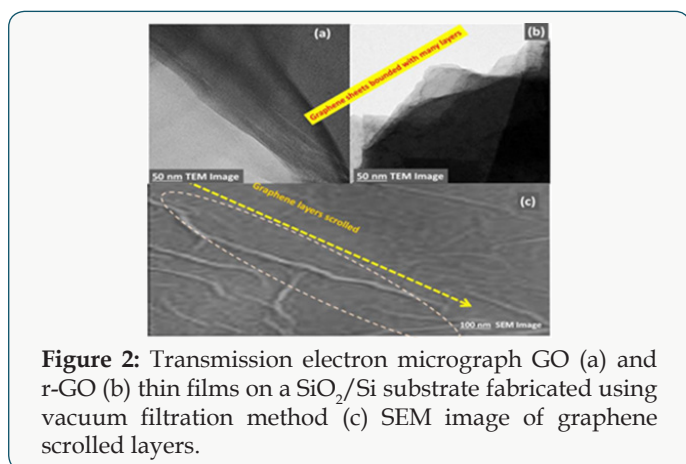 (a)
(b)
Graphene sheets bounded with many layers
50 nm TEM Image
50 nm TEM Image
Graphene layers scrolled
(c)
100 nm SEM Image
Figure 2: Transmission electron micrograph GO (a) and
r-GO (b) thin films on a SiO₂/Si substrate fabricated using
vacuum filtration method (c) SEM image of graphene
scrolled layers.